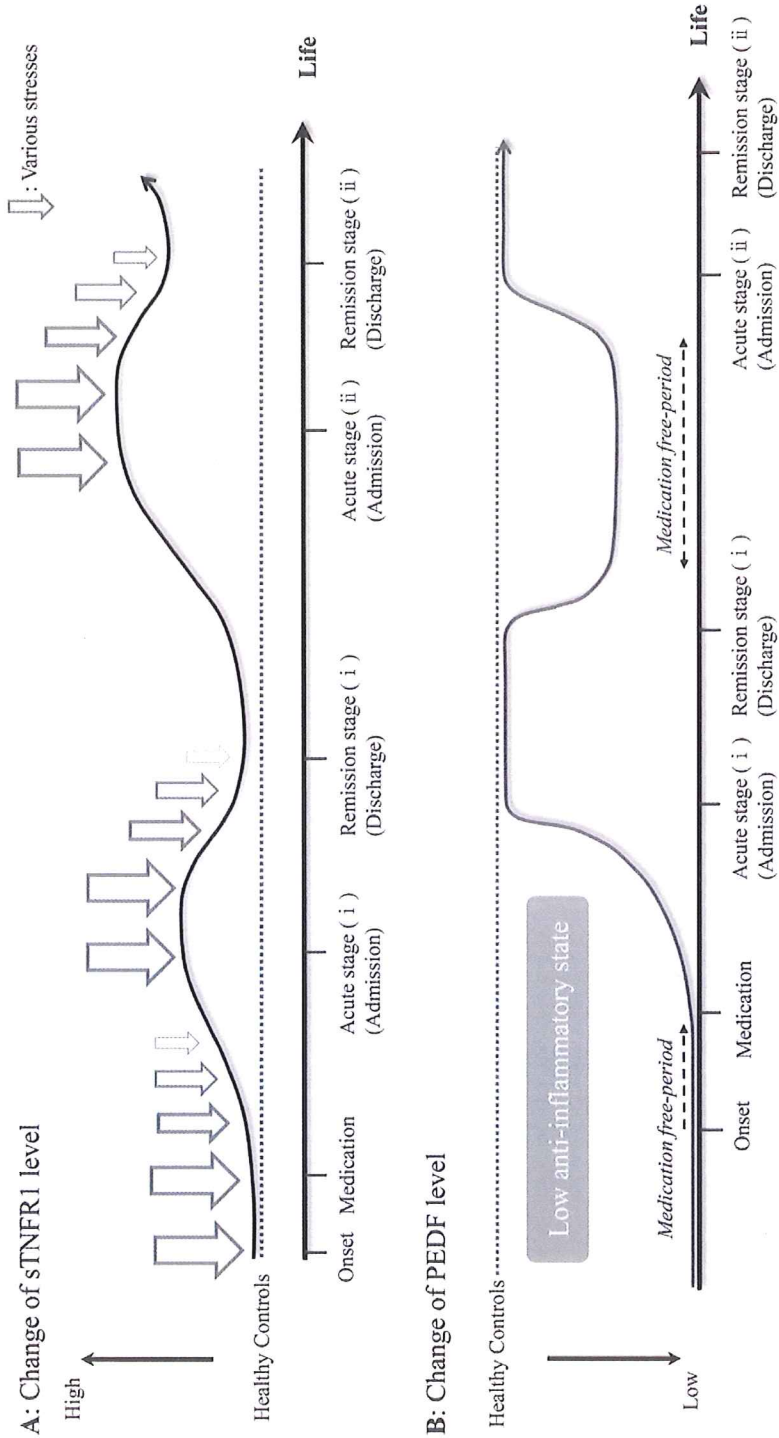 A: Change of sTNFR1 level
: Various stresses
High
Healthy Controls
Life
Onset
Medication
Acute stage ( i )
(Admission)
Remission stage ( i )
(Discharge)
Acute stage ( ii )
(Admission)
Remission stage ( ii )
(Discharge)
B: Change of PEDF level
Healthy Controls
Low anti-inflammatory state
Low
Medication free-period
Medication free-period
Life
Onset
Medication
Acute stage ( i )
(Admission)
Remission stage ( i )
(Discharge)
Acute stage ( ii )
(Admission)
Remission stage ( ii )
(Discharge)